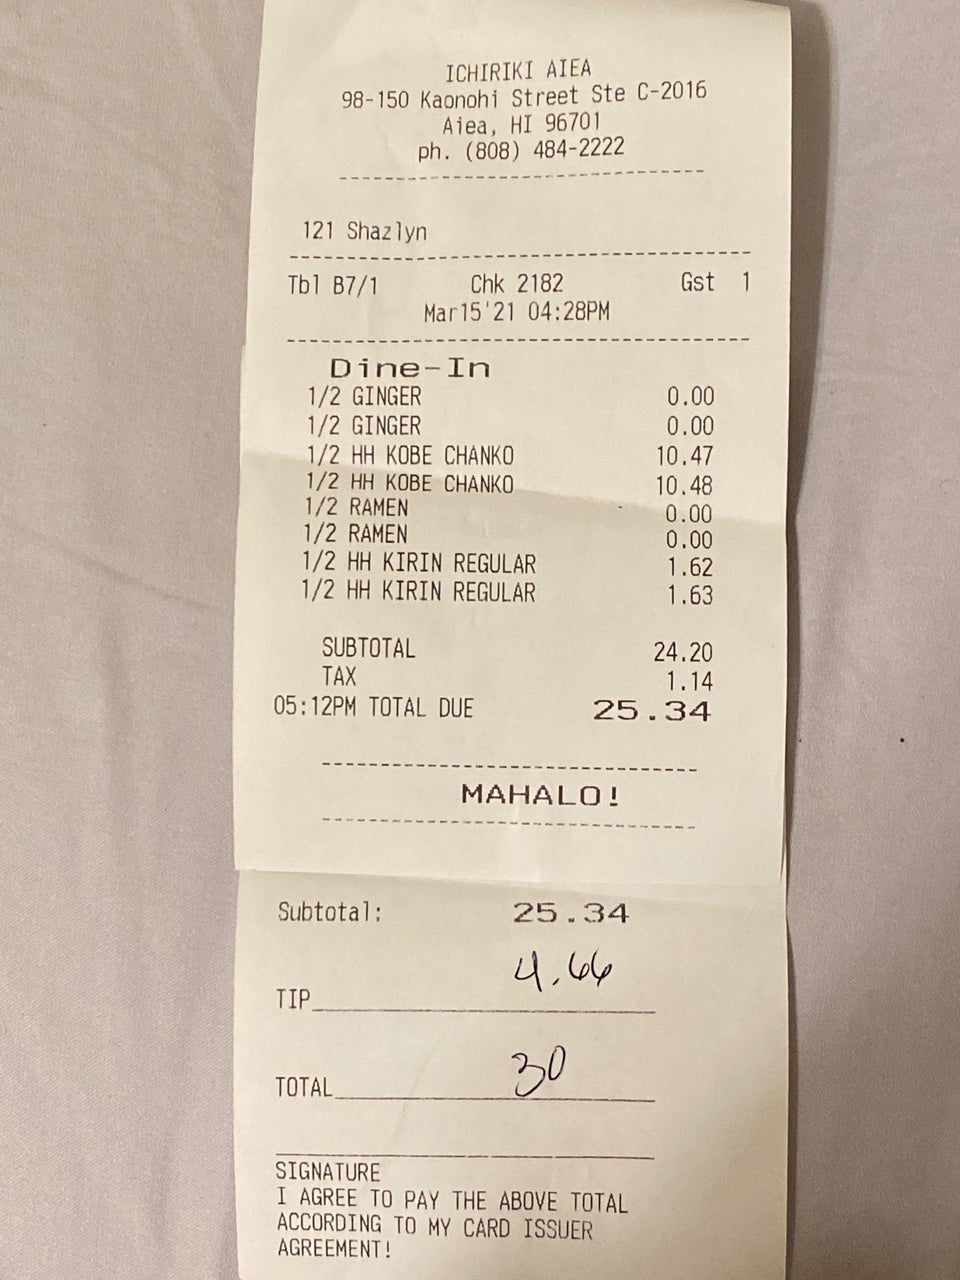 ICHIRIKI AIEA
98-150 Kaonohi Street Ste C-2016
Aiea, HI 96701
ph. (808) 484-2222
121 Shazlyn
Tbl B7/1 Chk 2182 Gst 1
Mar15'21 04:28PM
Dine-In
1/2 GINGER 0.00
1/2 GINGER 0.00
1/2 HH KOBE CHANKO 10.47
1/2 HH KOBE CHANKO 10.48
1/2 RAMEN 0.00
1/2 RAMEN 0.00
1/2 HH KIRIN REGULAR 1.62
1/2 HH KIRIN REGULAR 1.63
SUBTOTAL 24.20
TAX 1.14
05:12PM TOTAL DUE 25.34
MAHALO!
Subtotal: 25.34
TIP 4.66
TOTAL 30
SIGNATURE
I AGREE TO PAY THE ABOVE TOTAL
ACCORDING TO MY CARD ISSUER
AGREEMENT!